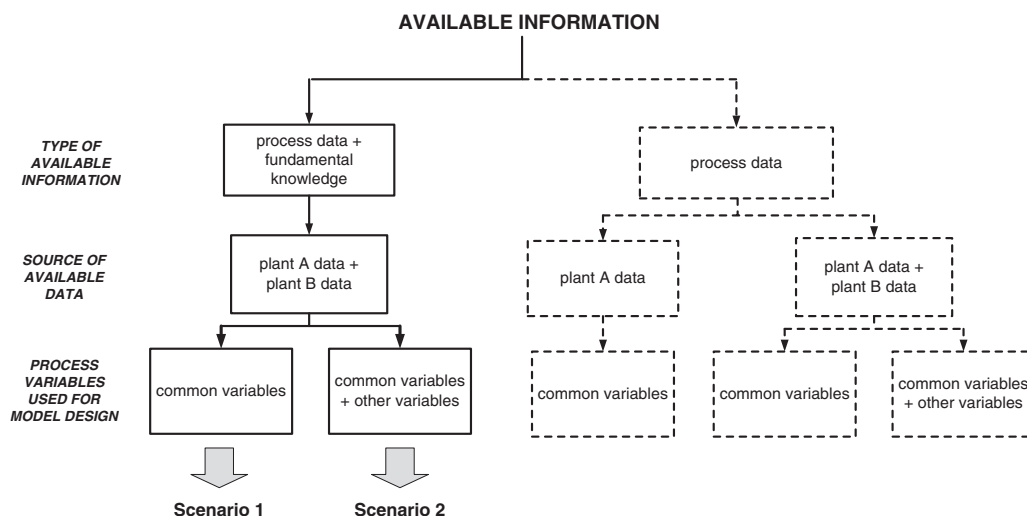 AVAILABLE INFORMATION
TYPE OF
AVAILABLE
INFORMATION
process data +
fundamental
knowledge
process data
SOURCE OF
AVAILABLE
DATA
plant A data +
plant B data
plant A data
plant A data +
plant B data
PROCESS
VARIABLES
USED FOR
MODEL DESIGN
common variables
common variables
+ other variables
common variables
common variables
common variables
+ other variables
Scenario 1
Scenario 2